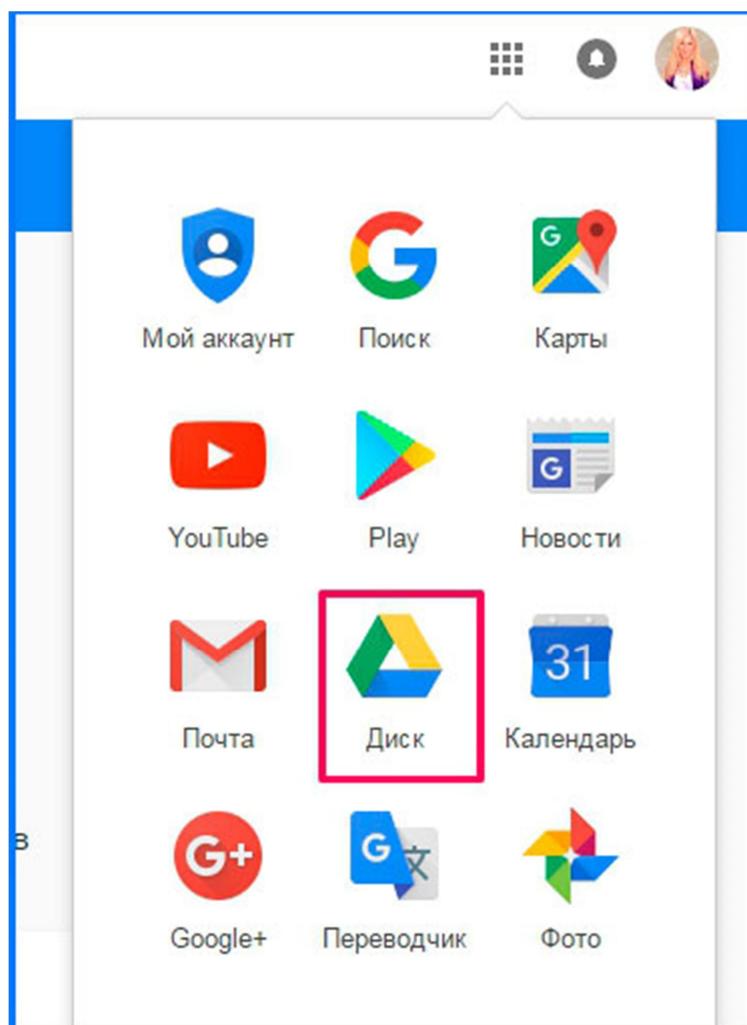 Мой аккаунт Поиск Карты
YouTube Play Новости
31
Почта Диск Календарь
в
Google+ Переводчик Фото